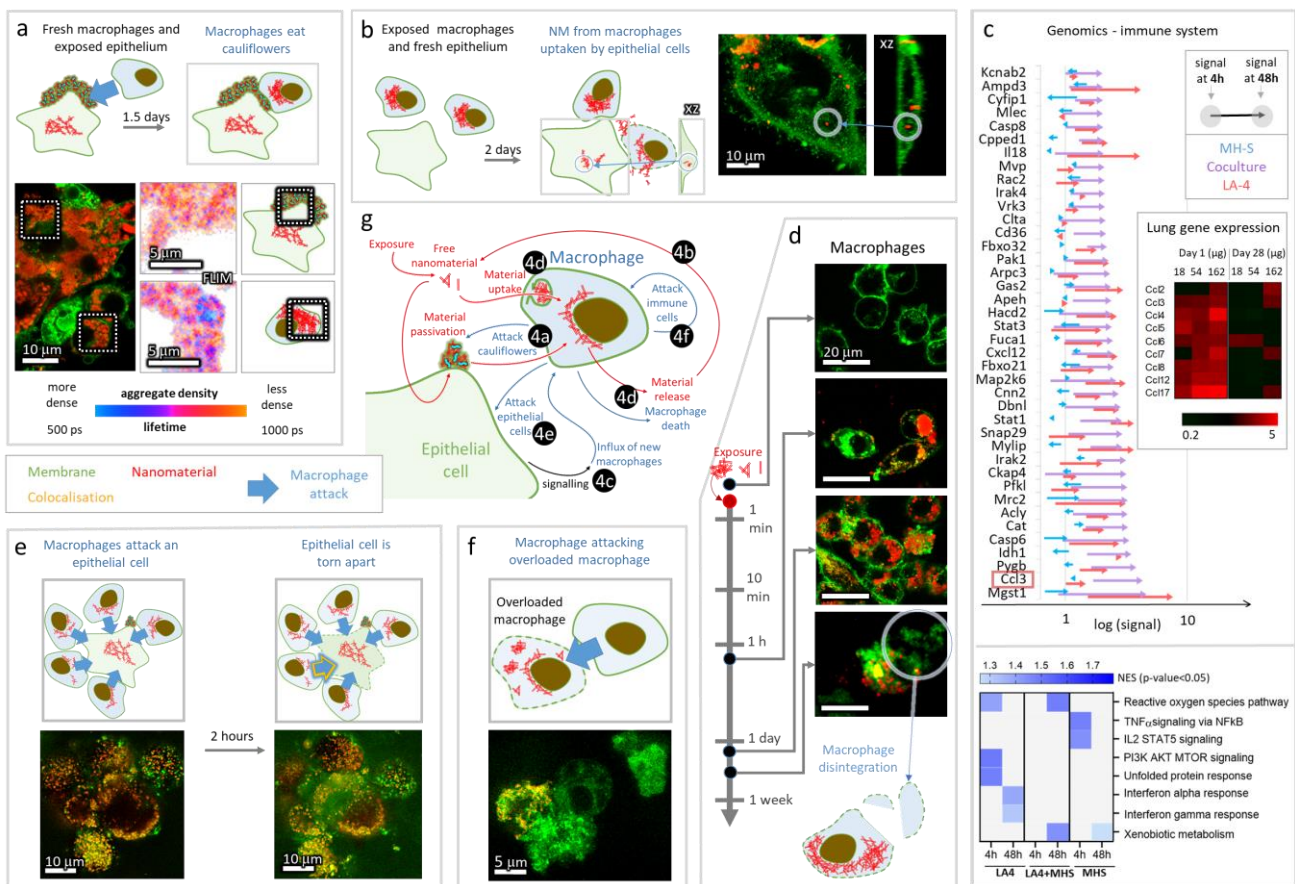 a
Fresh macrophages and
exposed epithelium
Macrophages eat
cauliflowers
1.5 days
10 µm
5 µm
FLIM
5 µm
more
dense
aggregate density
less
dense
500 ps
lifetime
1000 ps
Membrane
Nanomaterial
Macrophage
attack
Colocalisation
b
Exposed macrophages
and fresh epithelium
NM from macrophages
uptaken by epithelial cells
2 days
xz
10 µm
xz
c
Genomics - immune system
Kcnab2
Ampd3
Cyfip1
Mlec
Casp8
Cpped1
Il18
Mvp
Rac2
Irak4
Vrk3
Clta
Cd36
Fbxo32
Pak1
Arpc3
Gas2
Apeh
Hacd2
Stat3
Fuca1
Cxcl12
Fbxo21
Map2k6
Cnn2
Dbnl
Stat1
Snap29
Mylip
Irak2
Ckap4
Pfkl
Mrc2
Acly
Cat
Casp6
Idh1
Pygb
Ccl3
Mgst1
1
log (signal)
10
signal
at 4h
signal
at 48h
MH-S
Coculture
LA-4
Lung gene expression
Day 1 (µg) Day 28 (µg)
18 54 162 18 54 162
Ccl2
Ccl3
Ccl4
Ccl5
Ccl6
Ccl7
Ccl8
Ccl12
Ccl17
0.2
5
1.3 1.4 1.5 1.6 1.7
NES (p-value<0.05)
Reactive oxygen species pathway
TNFα signaling via NFkB
IL2 STAT5 signaling
PI3K AKT MTOR signaling
Unfolded protein response
Interferon alpha response
Interferon gamma response
Xenobiotic metabolism
4h 48h 4h 48h 4h 48h
LA4 LA4+MHS MHS
g
Exposure
Free
nanomaterial
Macrophage
4b
4d
Material
uptake
Attack
immune
cells
4f
Material
passivation
4a
Attack
cauliflowers
4d
Material
release
Attack
epithelial
cells
4e
Macrophage
death
Epithelial
cell
Influx of new
macrophages
signalling
4c
d
Macrophages
20 µm
Exposure
1
min
10
min
1 h
1 day
1 week
Macrophage
disintegration
e
Macrophages attack an
epithelial cell
Epithelial cell is
torn apart
2 hours
10 µm
10 µm
f
Macrophage attacking
overloaded macrophage
Overloaded
macrophage
5 µm